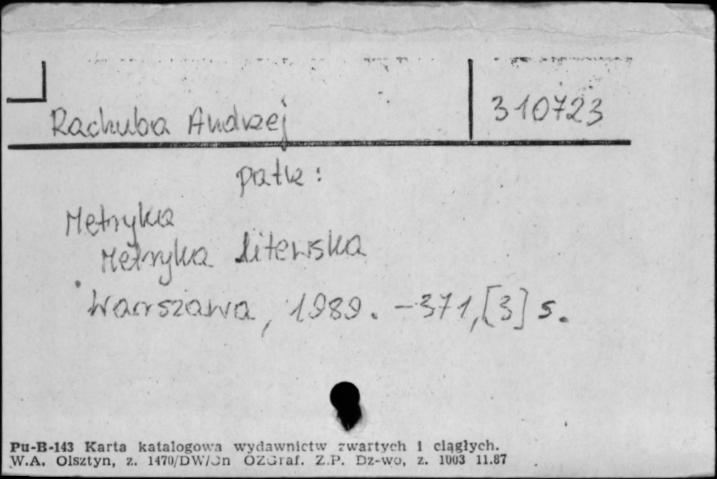 Rachuba Andrzej
310723
patrz:
Metryka
Metryka Litewska
Warszawa, 1989. - 371, [3] s.
Pu-B-143 Karta katalogowa wydawnictw zwartych i ciągłych.
W.A. Olsztyn, z. 1470/DW/Jn OZGraf. Z.P. Dz-wo, z. 1003 11.87